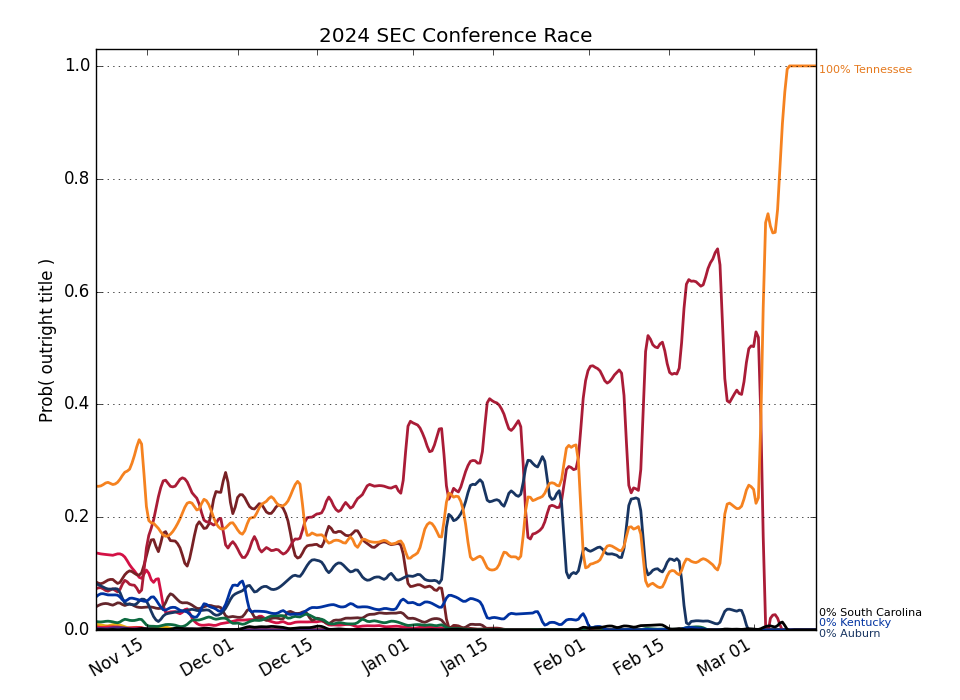 2024 SEC Conference Race
Prob( outright title )
1.0
0.8
0.6
0.4
0.2
0.0
Nov 15
Dec 01
Dec 15
Jan 01
Jan 15
Feb 01
Feb 15
Mar 01
100% Tennessee
0% South Carolina
0% Kentucky
0% Auburn